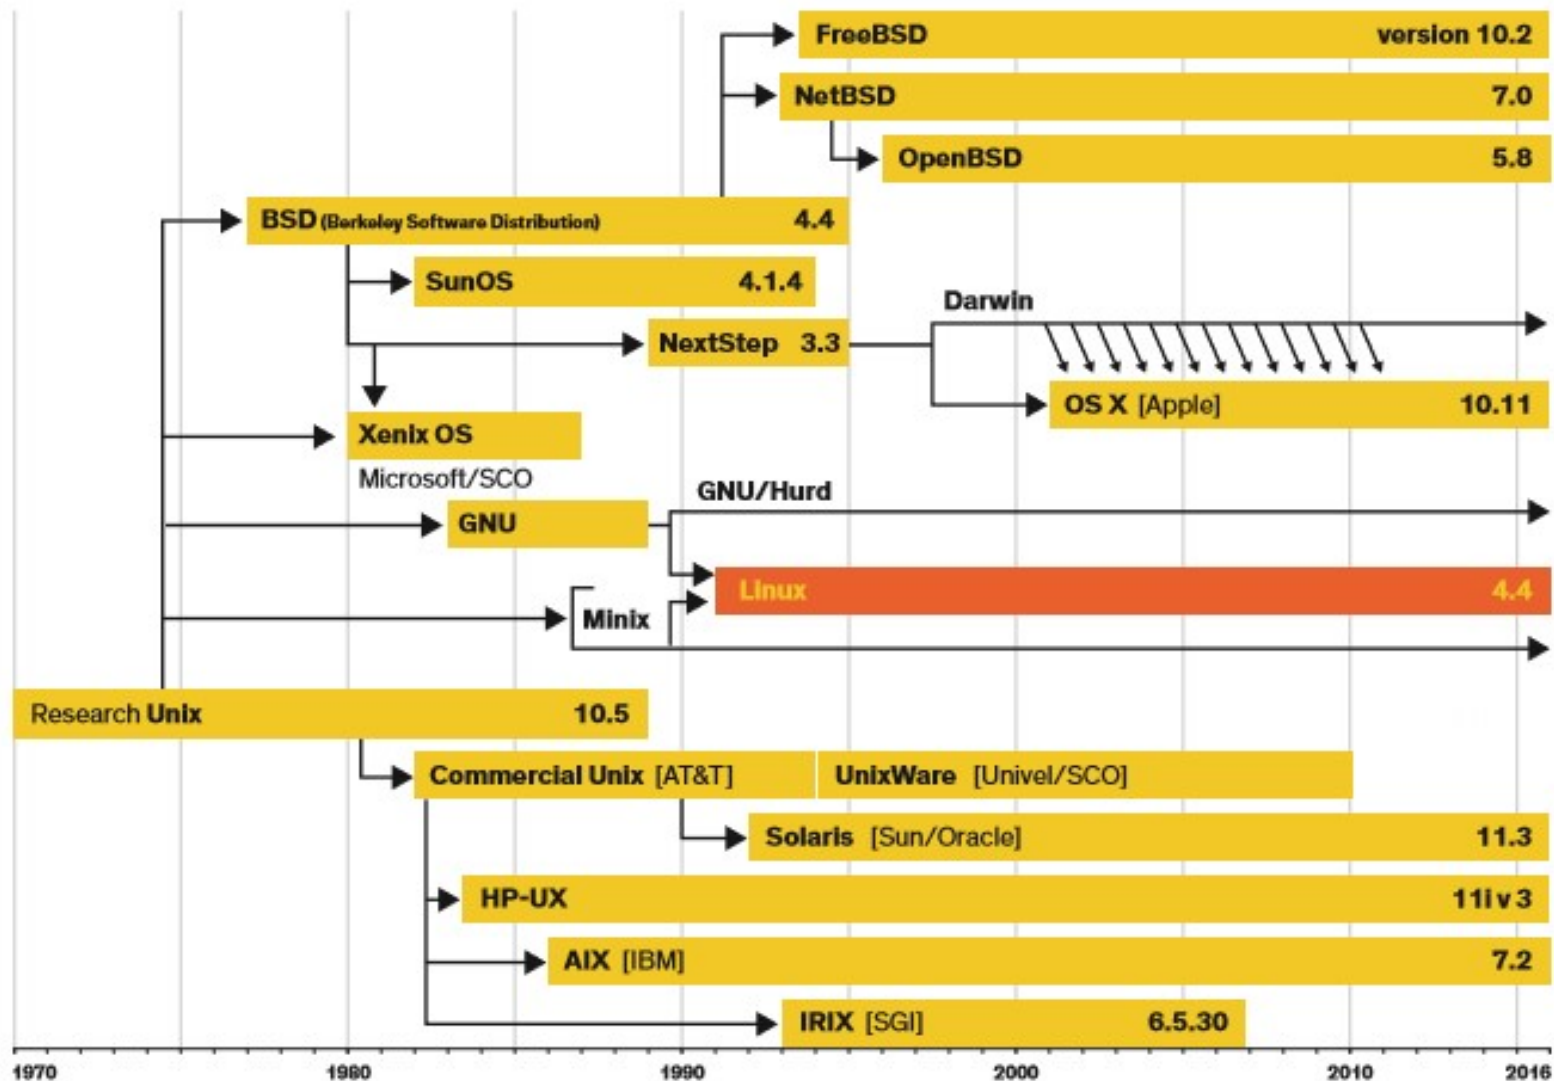 FreeBSD version 10.2
NetBSD 7.0
OpenBSD 5.8
BSD (Berkeley Software Distribution) 4.4
SunOS 4.1.4
Darwin
NextStep 3.3
OS X [Apple] 10.11
Xenix OS
Microsoft/SCO
GNU/Hurd
GNU
Linux 4.4
Minix
Research Unix 10.5
Commercial Unix [AT&T] UnixWare [Univel/SCO]
Solaris [Sun/Oracle] 11.3
HP-UX 11i v 3
AIX [IBM] 7.2
IRIX [SGI] 6.5.30
1970 1980 1990 2000 2010 2016